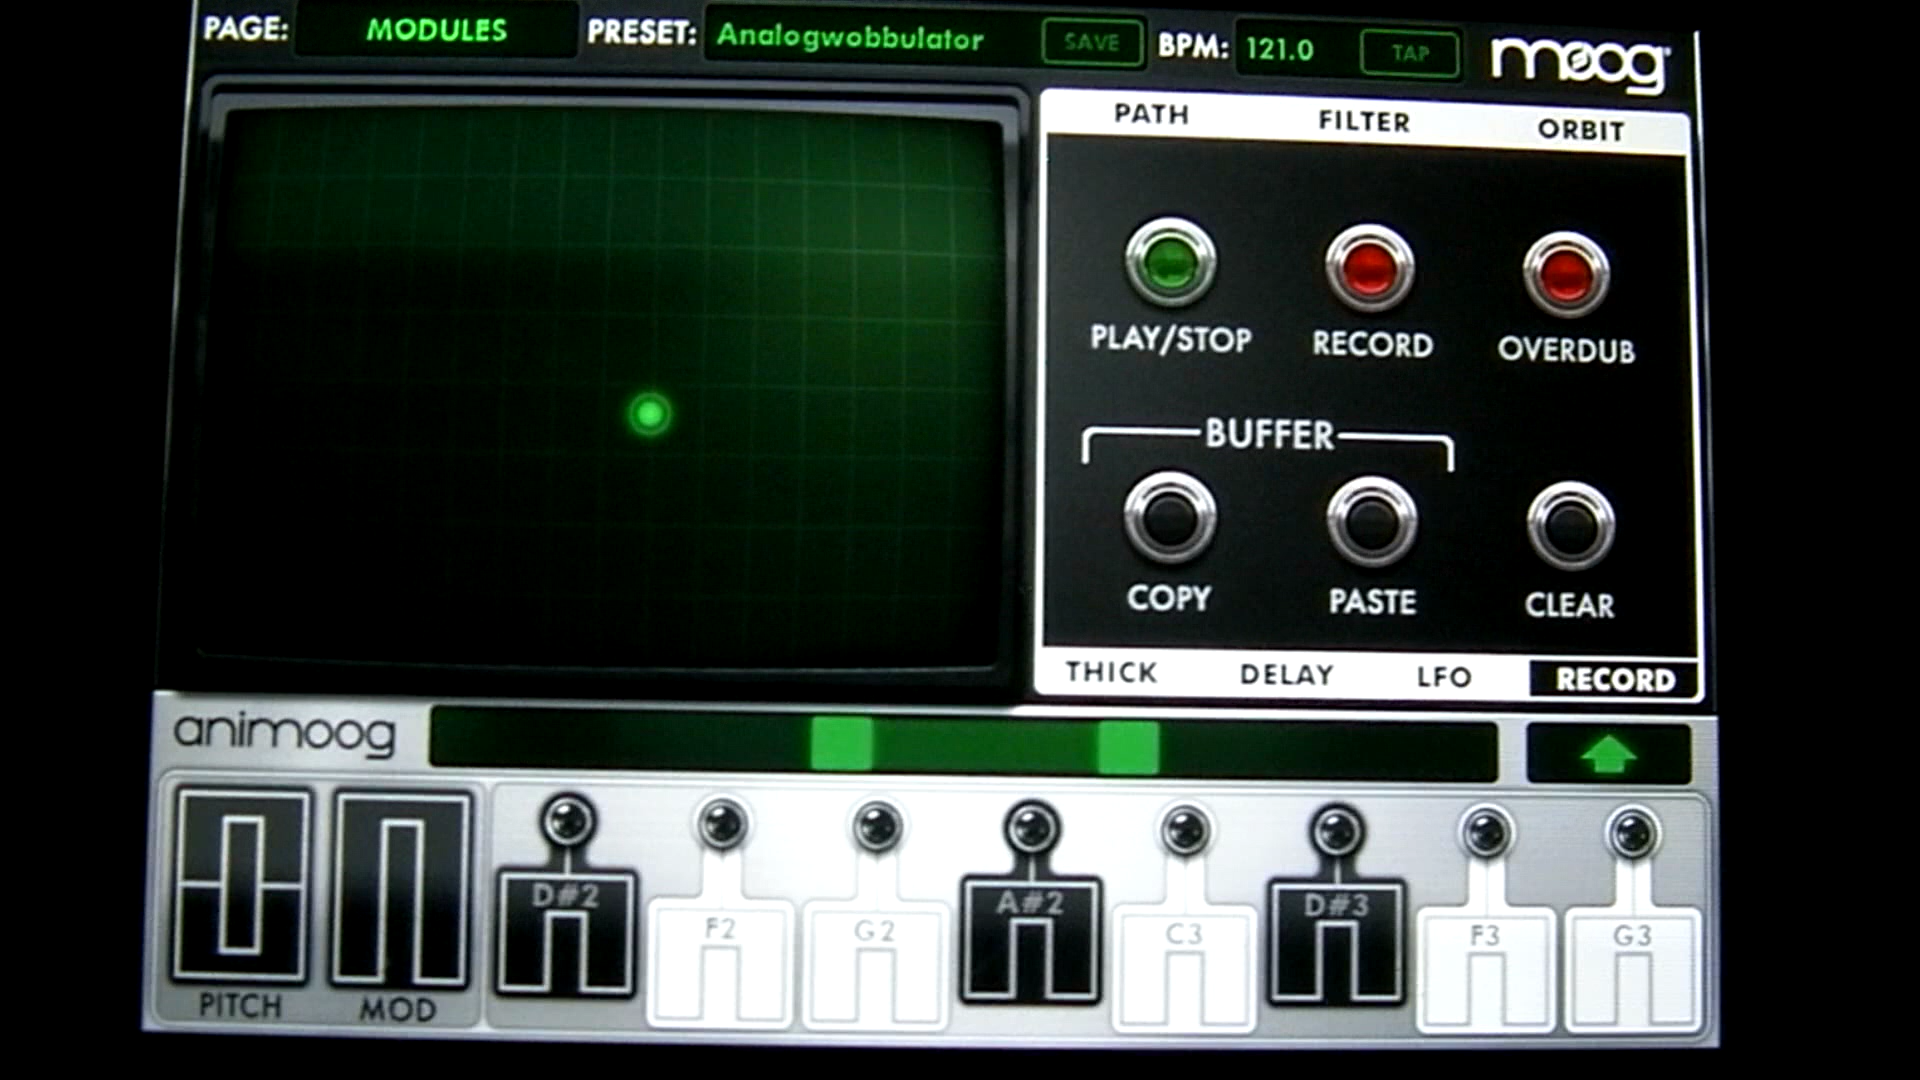 PAGE: MODULES PRESET: Analogwobbulator SAVE BPM: 121.0 TAP moog
PATH FILTER ORBIT
PLAY/STOP RECORD OVERDUB
BUFFER
COPY PASTE CLEAR
THICK DELAY LFO RECORD
animoog
D#2 F2 G2 A#2 C3 D#3 F3 G3
PITCH MOD